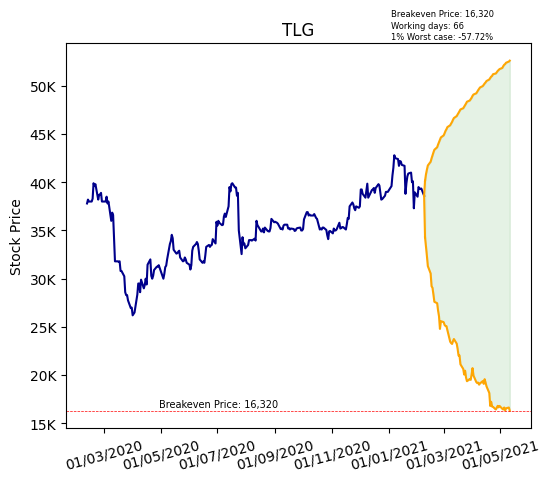 Breakeven Price: 16,320
Working days: 66
1% Worst case: -57.72%
TLG
Stock Price
50K
45K
40K
35K
30K
25K
20K
15K
Breakeven Price: 16,320
01/03/2020
01/05/2020
01/07/2020
01/09/2020
01/11/2020
01/01/2021
01/03/2021
01/05/2021